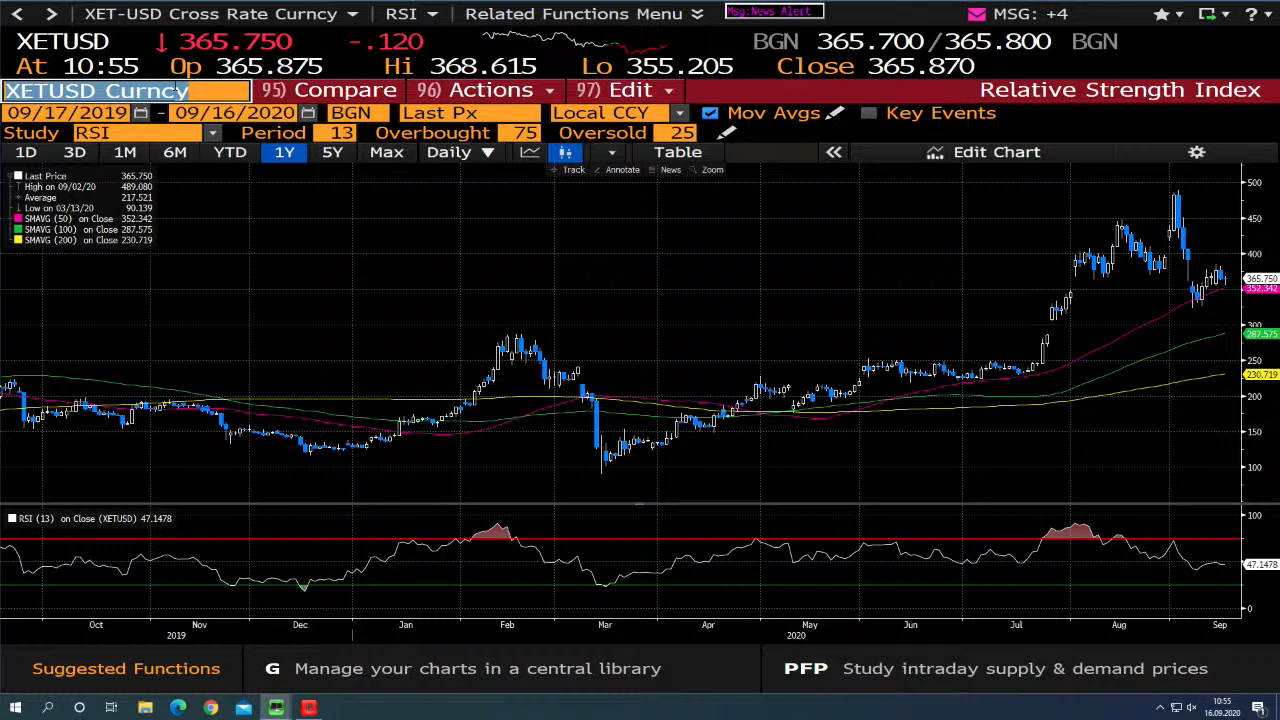 XET-USD Cross Rate Curncy RSI Related Functions Menu Msg:News Alert MSG: +4
XETUSD ↓ 365.750 -.120 BGN 365.700/365.800 BGN
At 10:55 Op 365.875 Hi 368.615 Lo 355.205 Close 365.870
XETUSD Curncy 95) Compare 96) Actions 97) Edit Relative Strength Index
09/17/2019 - 09/16/2020 BGN Last Px Local CCY Mov Avgs Key Events
Study RSI Period 13 Overbought 75 Oversold 25
1D 3D 1M 6M YTD 1Y 5Y Max Daily ▼ Table « Edit Chart
Track Annotate News Zoom
Last Price 365.750
High on 09/02/20 489.080
Average 217.521
Low on 03/13/20 90.139
SMAVG (50) on Close 352.342
SMAVG (100) on Close 287.575
SMAVG (200) on Close 230.719
500
450
400
365.750
352.342
300
287.575
250
230.719
200
150
100
RSI (13) on Close (XETUSD) 47.1478
100
47.1478
0
Oct Nov Dec Jan Feb Mar Apr May Jun Jul Aug Sep
2019 2020
Suggested Functions G Manage your charts in a central library PFP Study intraday supply & demand prices
10:55
16.09.2020